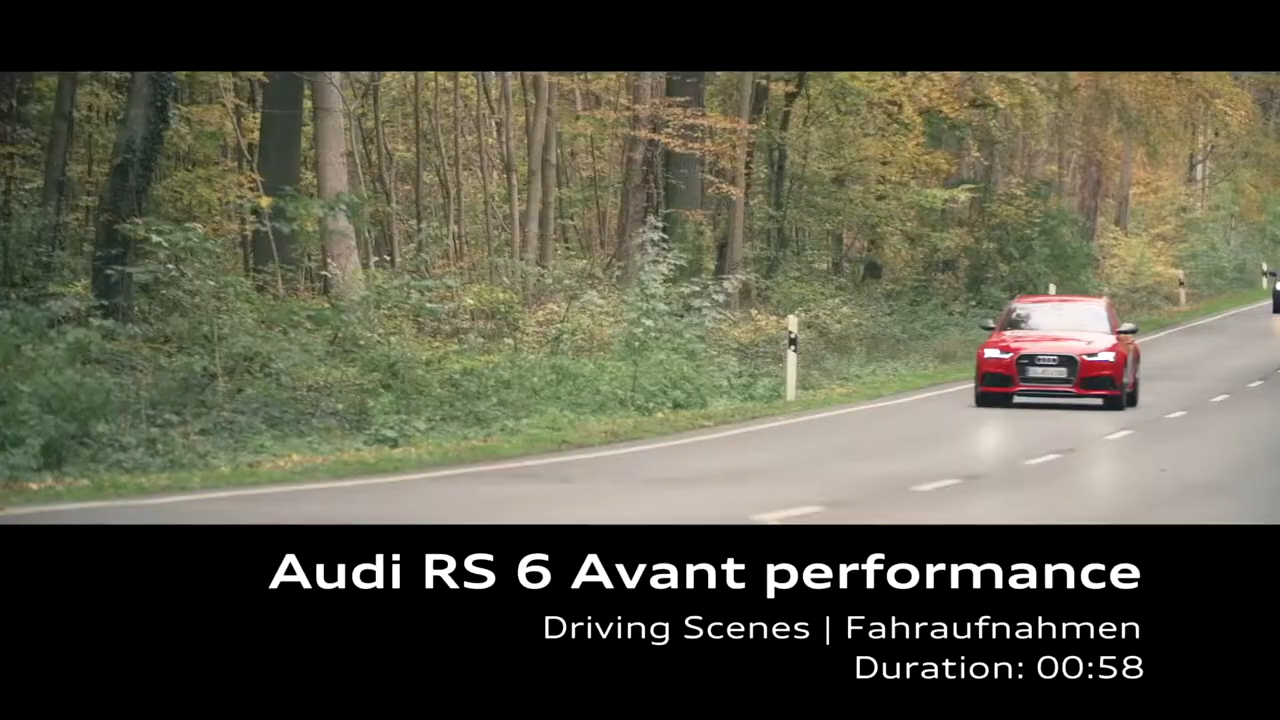 Audi RS 6 Avant performance
Driving Scenes | Fahraufnahmen
Duration: 00:58